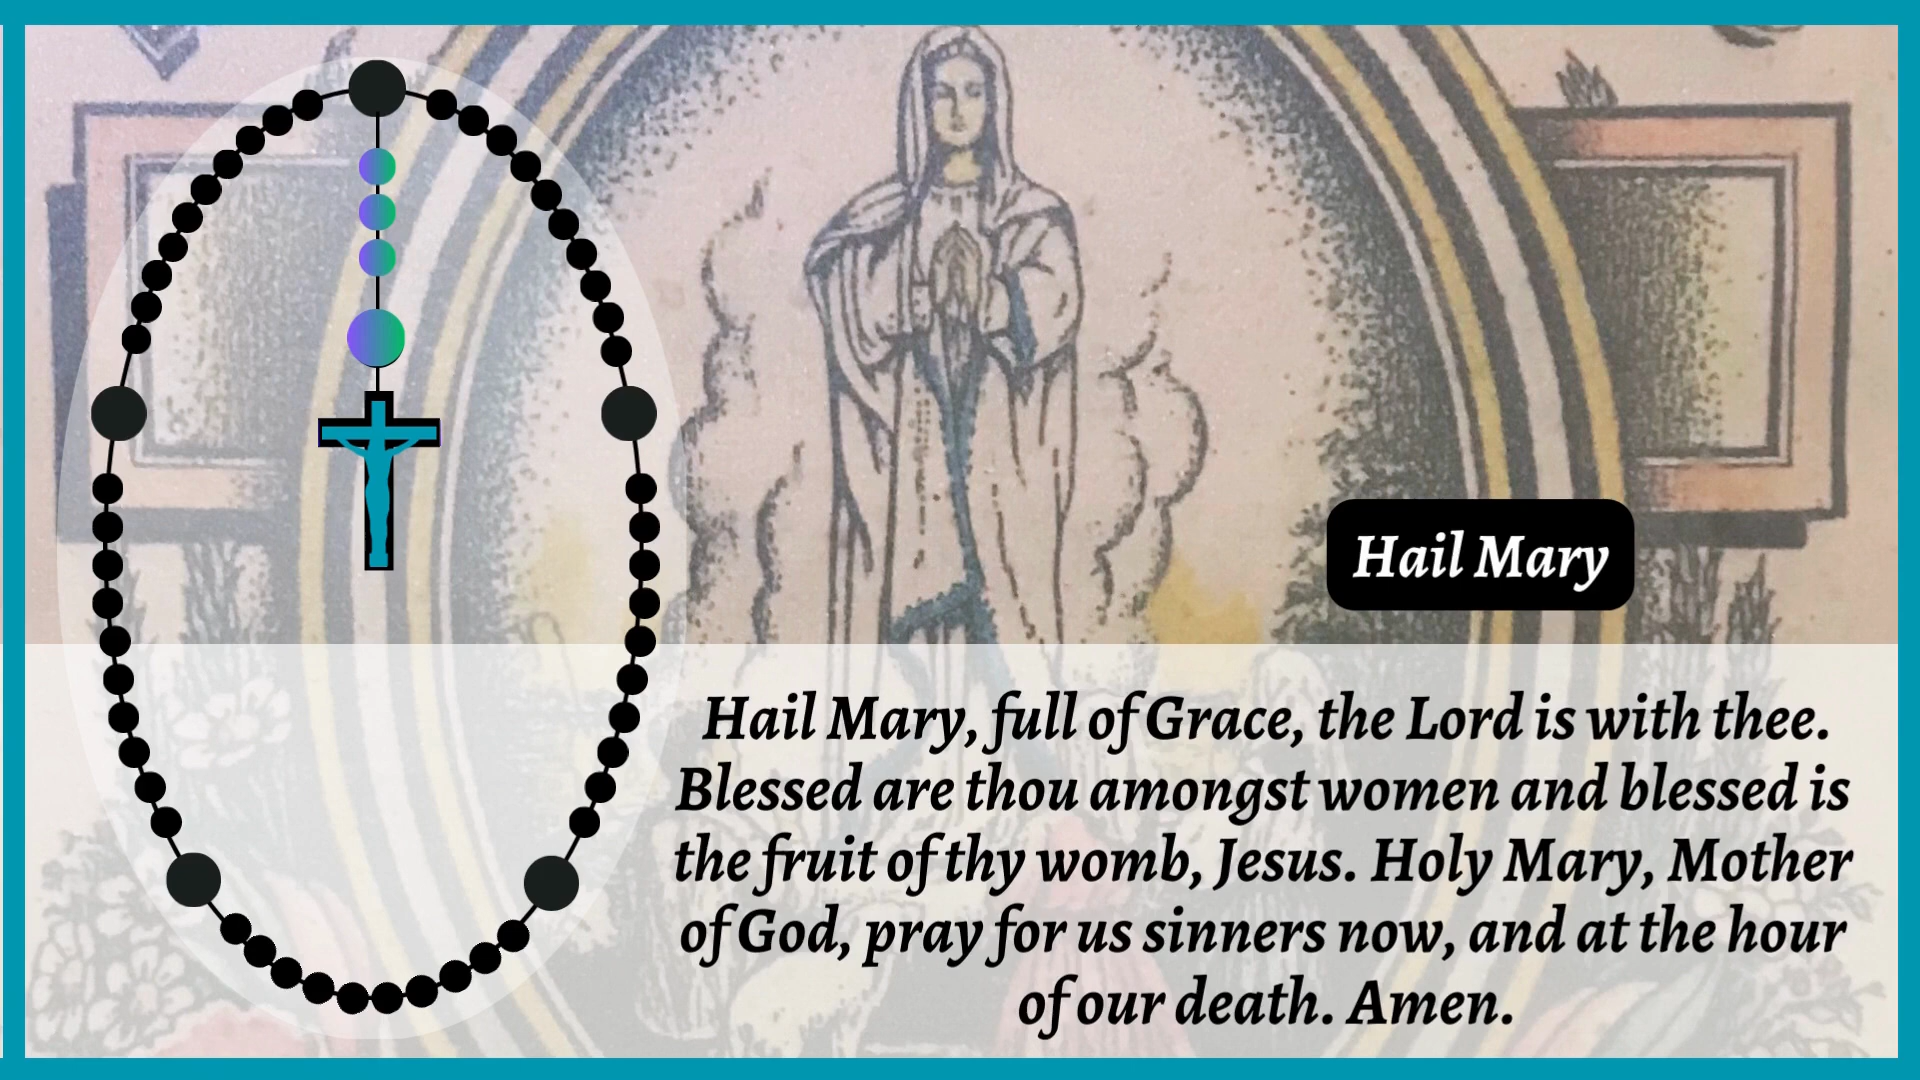 Hail Mary
Hail Mary, full of Grace, the Lord is with thee.
Blessed are thou amongst women and blessed is
the fruit of thy womb, Jesus. Holy Mary, Mother
of God, pray for us sinners now, and at the hour
of our death. Amen.